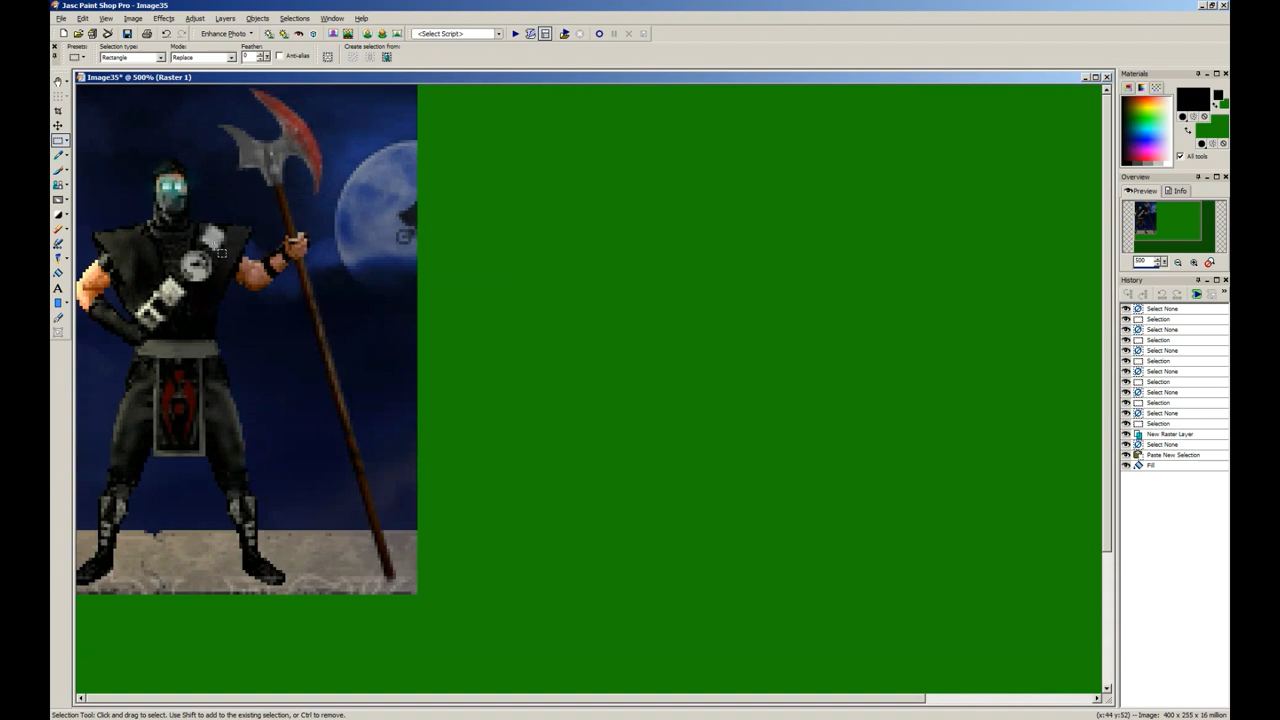 Jasc Paint Shop Pro - Image35
File Edit View Image Effects Adjust Layers Objects Selections Window Help
Enhance Photo <Select Script>
Presets: Selection type: Mode: Feather: Create selection from:
Rectangle Replace 0 Anti-alias
Image35* @ 500% (Raster 1)
Materials
All tools
Overview
Preview Info
500
History
Select None
Selection
Select None
Selection
Select None
Selection
Select None
Selection
Select None
Selection
Select None
Selection
New Raster Layer
Select None
Paste New Selection
Fill
Selection Tool: Click and drag to select. Use Shift to add to the existing selection, or Ctrl to remove. (x:44 y:52) -- Image: 400 x 255 x 16 million